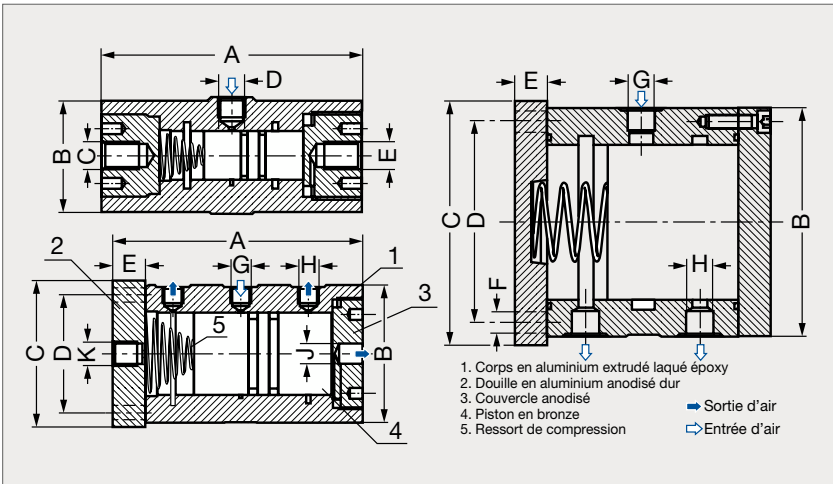 A
D
B
C
E
E
G
C
D
B
F
H
2
A
E
G
H
1
3
C
D
K
5
J
B
4
1. Corps en aluminium extrudé laqué époxy
2. Douille en aluminium anodisé dur
3. Couvercle anodisé
4. Piston en bronze
5. Ressort de compression
Sortie d'air
Entrée d'air